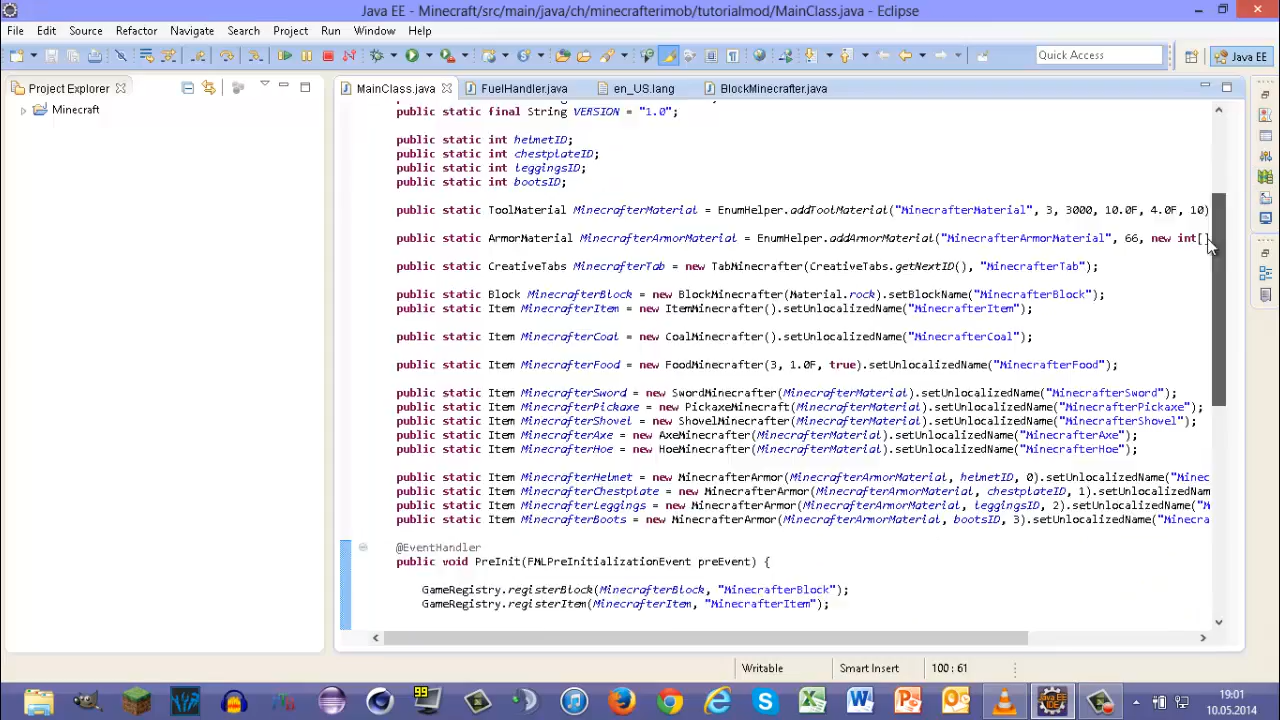 Java EE - Minecraft/src/main/java/ch/minecrafterimob/tutorialmod/MainClass.java - Eclipse
File Edit Source Refactor Navigate Search Project Run Window Help
Quick Access Java EE
Project Explorer MainClass.java FuelHandler.java en_US.lang BlockMinecrafter.java
Minecraft
public static final String VERSION = "1.0";
public static int helmetID;
public static int chestplateID;
public static int leggingsID;
public static int bootsID;
public static ToolMaterial MinecrafterMaterial = EnumHelper.addToolMaterial("MinecrafterMaterial", 3, 3000, 10.0F, 4.0F, 10)
public static ArmorMaterial MinecrafterArmorMaterial = EnumHelper.addArmorMaterial("MinecrafterArmorMaterial", 66, new int[]
public static CreativeTabs MinecrafterTab = new TabMinecrafter(CreativeTabs.getNextID(), "MinecrafterTab");
public static Block MinecrafterBlock = new BlockMinecrafter(Material.rock).setBlockName("MinecrafterBlock");
public static Item MinecrafterItem = new ItemMinecrafter().setUnlocalizedName("MinecrafterItem");
public static Item MinecrafterCoal = new CoalMinecrafter().setUnlocalizedName("MinecrafterCoal");
public static Item MinecrafterFood = new FoodMinecrafter(3, 1.0F, true).setUnlocalizedName("MinecrafterFood");
public static Item MinecrafterSword = new SwordMinecrafter(MinecrafterMaterial).setUnlocalizedName("MinecrafterSword");
public static Item MinecrafterPickaxe = new PickaxeMinecraft(MinecrafterMaterial).setUnlocalizedName("MinecrafterPickaxe");
public static Item MinecrafterShovel = new ShovelMinecrafter(MinecrafterMaterial).setUnlocalizedName("MinecrafterShovel");
public static Item MinecrafterAxe = new AxeMinecrafter(MinecrafterMaterial).setUnlocalizedName("MinecrafterAxe");
public static Item MinecrafterHoe = new HoeMinecrafter(MinecrafterMaterial).setUnlocalizedName("MinecrafterHoe");
public static Item MinecrafterHelmet = new MinecrafterArmor(MinecrafterArmorMaterial, helmetID, 0).setUnlocalizedName("Minec
public static Item MinecrafterChestplate = new MinecrafterArmor(MinecrafterArmorMaterial, chestplateID, 1).setUnlocalizedNam
public static Item MinecrafterLeggings = new MinecrafterArmor(MinecrafterArmorMaterial, leggingsID, 2).setUnlocalizedName("M
public static Item MinecrafterBoots = new MinecrafterArmor(MinecrafterArmorMaterial, bootsID, 3).setUnlocalizedName("Minecra
@EventHandler
public void PreInit(FMLPreInitializationEvent preEvent) {
GameRegistry.registerBlock(MinecrafterBlock, "MinecrafterBlock");
GameRegistry.registerItem(MinecrafterItem, "MinecrafterItem");
Writable Smart Insert 100 : 61
99
19:01
10.05.2014